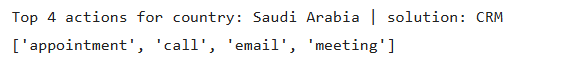 Top 4 actions for country: Saudi Arabia | solution: CRM
['appointment', 'call', 'email', 'meeting']